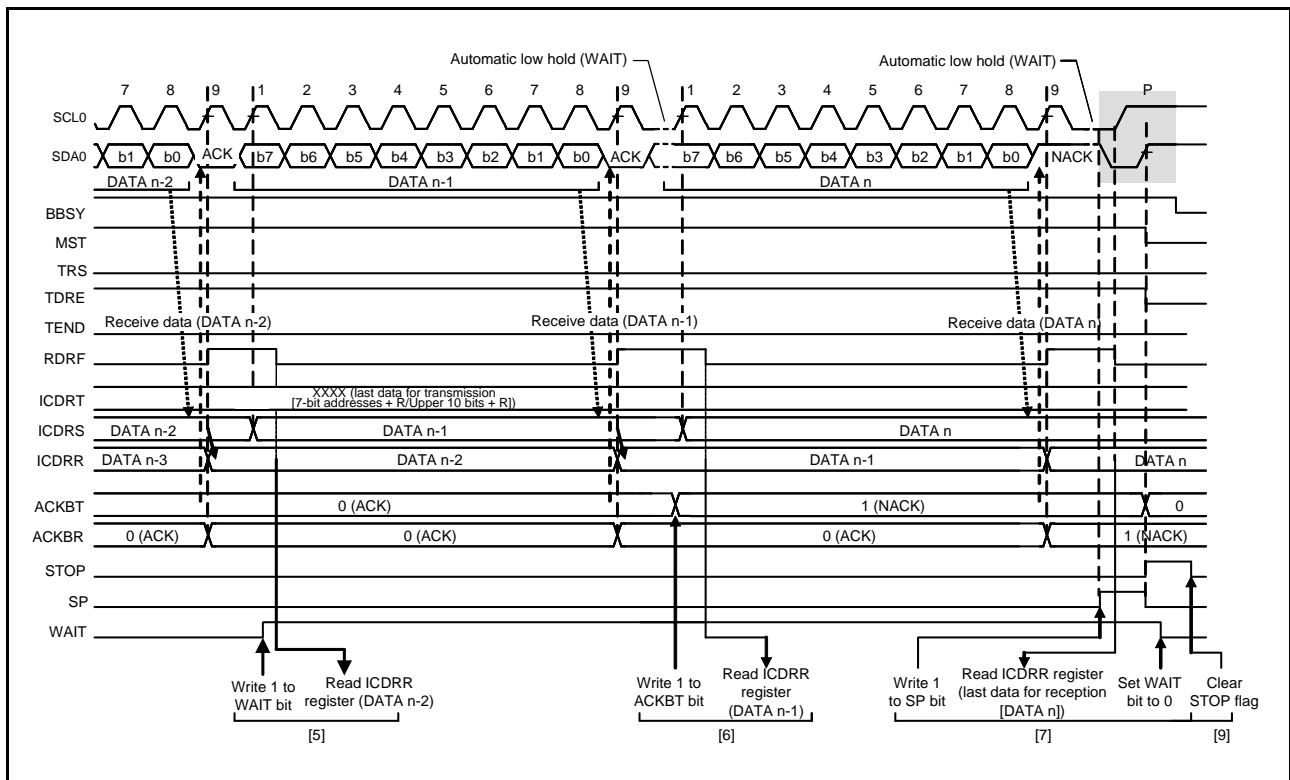 Automatic low hold (WAIT)
Automatic low hold (WAIT)
7 8 9 1 2 3 4 5 6 7 8 9 1 2 3 4 5 6 7 8 9 P
SCL0
SDA0 b1 b0 ACK b7 b6 b5 b4 b3 b2 b1 b0 ACK b7 b6 b5 b4 b3 b2 b1 b0 NACK
DATA n-2 DATA n-1 DATA n
BBSY
MST
TRS
TDRE
TEND Receive data (DATA n-2) Receive data (DATA n-1) Receive data (DATA n)
RDRF
ICDRT XXXX (last data for transmission
[7-bit addresses + R/Upper 10 bits + R])
ICDRS DATA n-2 DATA n-1 DATA n
ICDRR DATA n-3 DATA n-2 DATA n-1 DATA n
ACKBT 0 (ACK) 1 (NACK) 0
ACKBR 0 (ACK) 0 (ACK) 0 (ACK) 1 (NACK)
STOP
SP
WAIT
Write 1 to
WAIT bit
Read ICDRR
register (DATA n-2)
[5]
Write 1 to
ACKBT bit
Read ICDRR
register
(DATA n-1)
[6]
Write 1
to SP bit
Read ICDRR register
(last data for reception
[DATA n])
Set WAIT
bit to 0
[7]
Clear
STOP flag
[9]